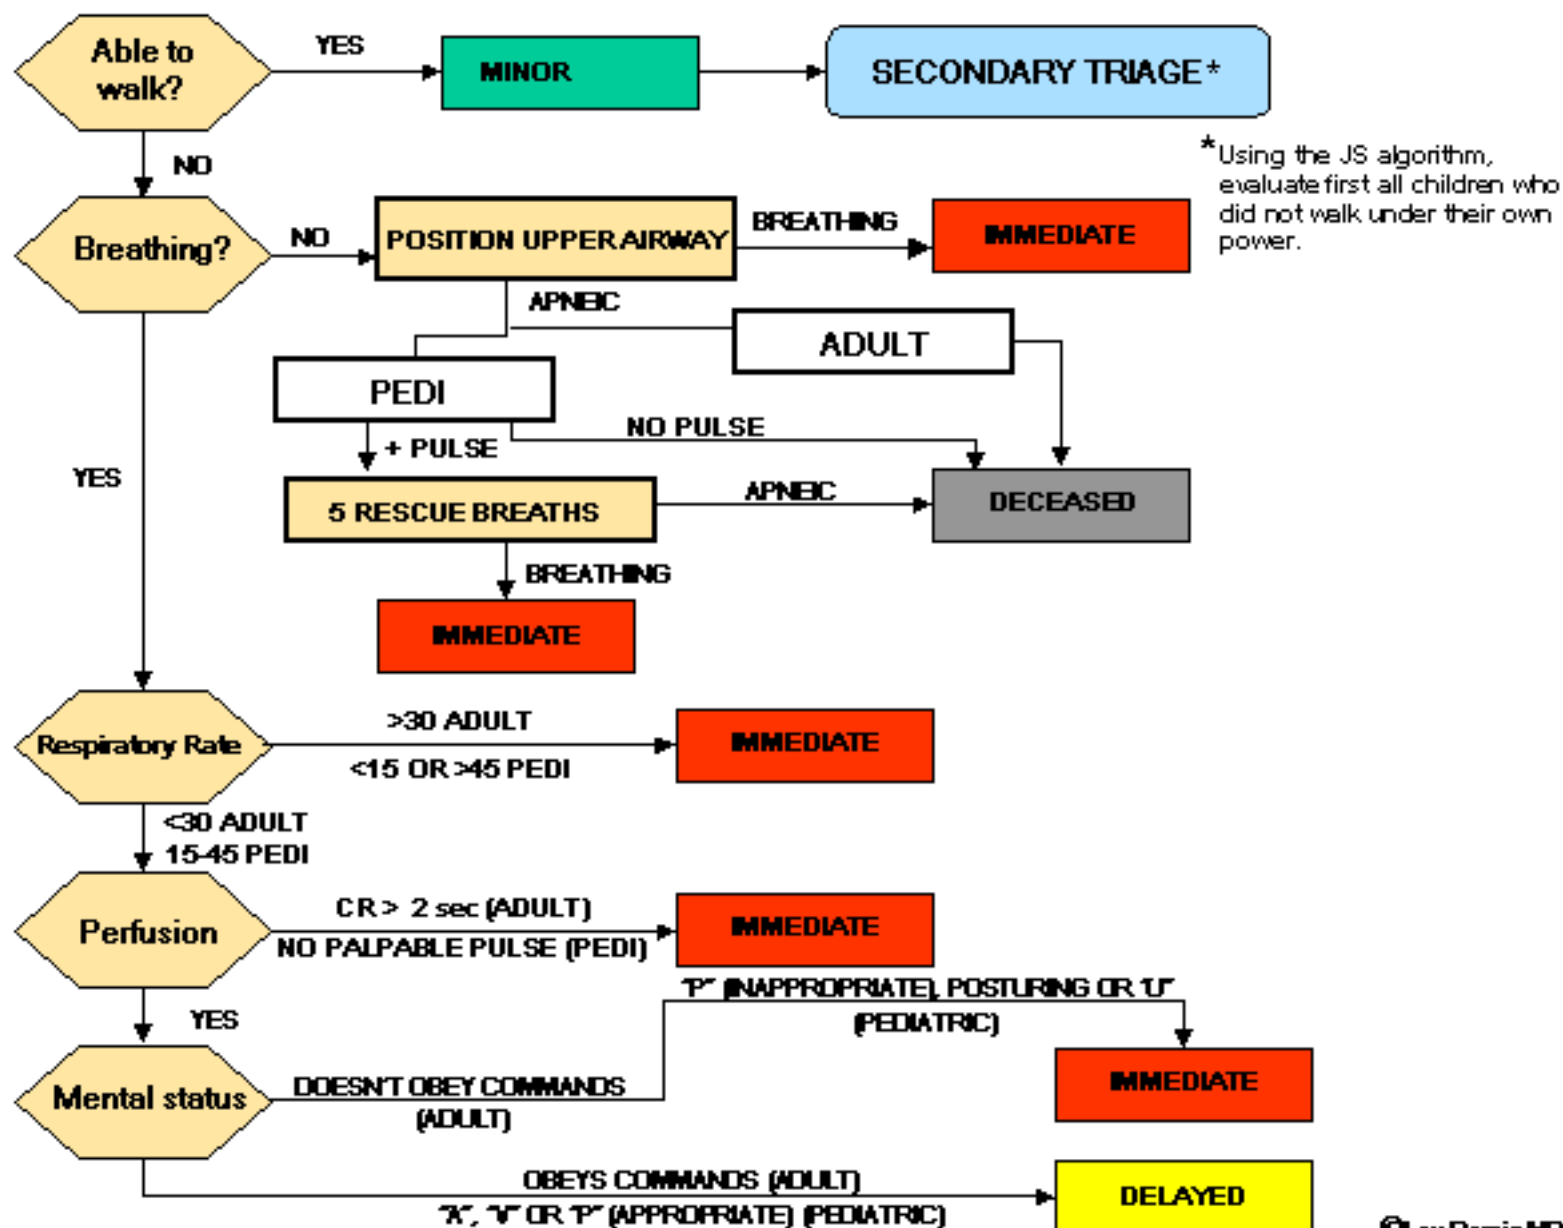 Able to
walk?
YES
MINOR
SECONDARY TRIAGE*
NO
*Using the JS algorithm,
evaluate first all children who
did not walk under their own
power.
Breathing?
NO
POSITION UPPER AIRWAY
BREATHING
IMMEDIATE
APNEIC
ADULT
PEDI
NO PULSE
+ PULSE
YES
5 RESCUE BREATHS
APNEIC
DECEASED
BREATHING
IMMEDIATE
Respiratory Rate
>30 ADULT
<15 OR >45 PEDI
IMMEDIATE
<30 ADULT
15-45 PEDI
Perfusion
CR > 2 sec (ADULT)
NO PALPABLE PULSE (PEDI)
IMMEDIATE
"P" (INAPPROPRIATE), POSTURING OR "U"
(PEDIATRIC)
YES
Mental status
DOESN'T OBEY COMMANDS
(ADULT)
IMMEDIATE
OBEYS COMMANDS (ADULT)
"A", "V" OR "P" (APPROPRIATE) (PEDIATRIC)
DELAYED
©Lou